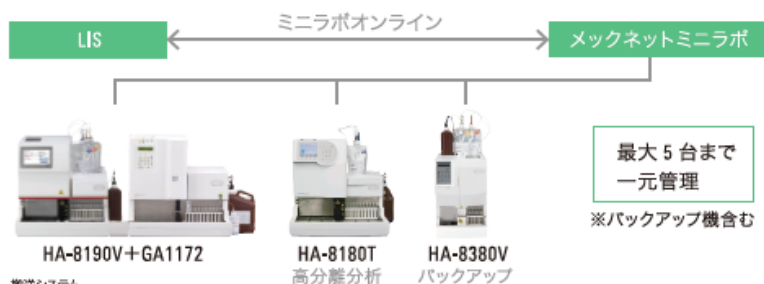 ミニラボオンライン
LIS
メックネットミニラボ
最大5台まで
一元管理
※バックアップ機含む
HA-8190V+GA1172
HA-8180T
高分離分析
HA-8380V
バックアップ